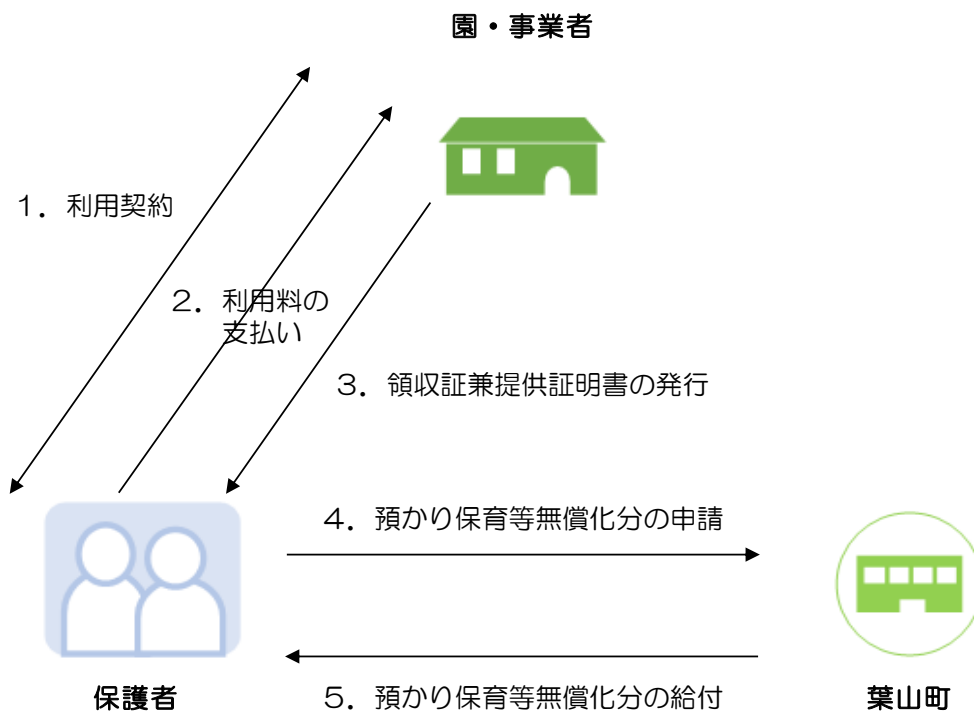 園・事業者
１．利用契約
２．利用料の
支払い
３．領収証兼提供証明書の発行
４．預かり保育等無償化分の申請
５．預かり保育等無償化分の給付
保護者
葉山町